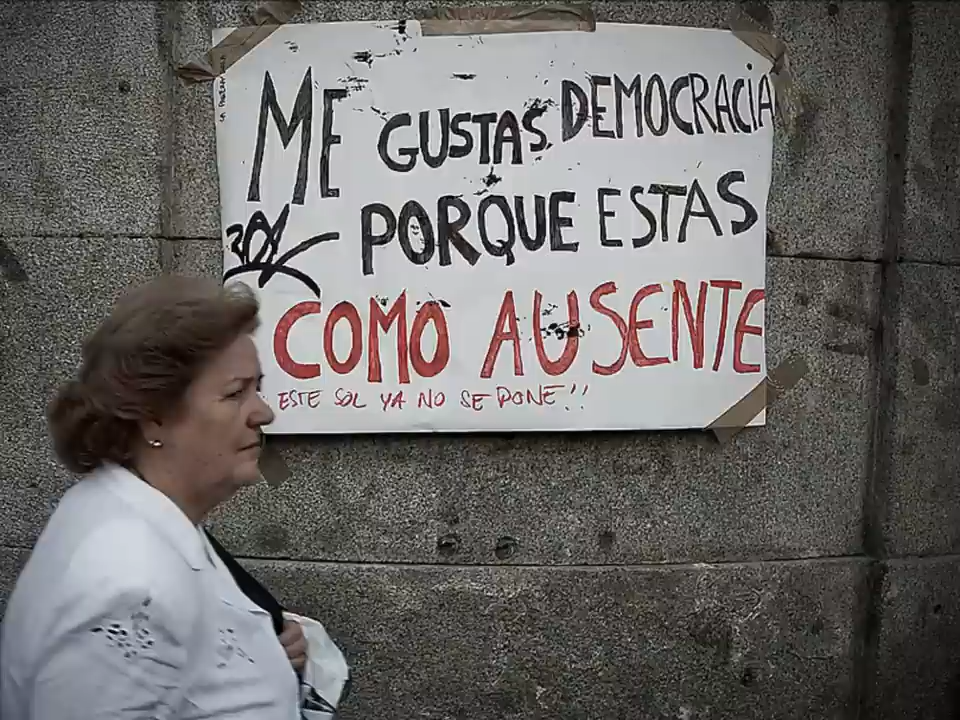 ME GUSTAS DEMOCRACIA
PORQUE ESTAS
COMO AUSENTE
ESTE SOL YA NO SE PONE!!